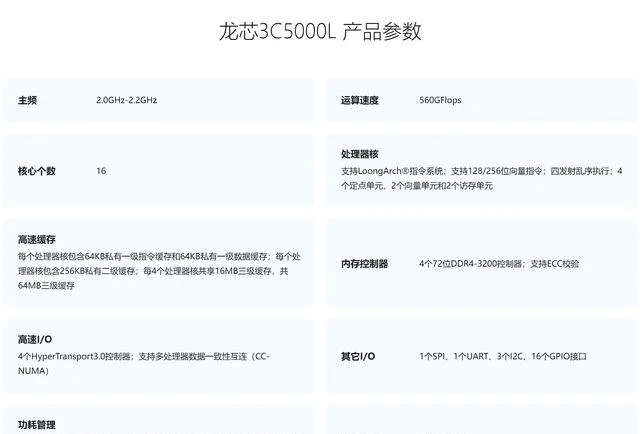 龙芯3C5000L 产品参数
主频
2.0GHz-2.2GHz
运算速度
560GFlops
核心个数
16
处理器核
支持LoongArch®指令系统；支持128/256位向量指令；四发射乱序执行；4
个定点单元、2个向量单元和2个访存单元
高速缓存
每个处理器核包含64KB私有一级指令缓存和64KB私有一级数据缓存；每个处
理器核包含256KB私有二级缓存；每4个处理器核共享16MB三级缓存，共
64MB三级缓存
内存控制器
4个72位DDR4-3200控制器；支持ECC校验
高速I/O
4个HyperTransport3.0控制器；支持多处理器数据一致性互连（CC-
NUMA）
其它I/O
1个SPI、1个UART、3个I2C、16个GPIO接口
功耗管理